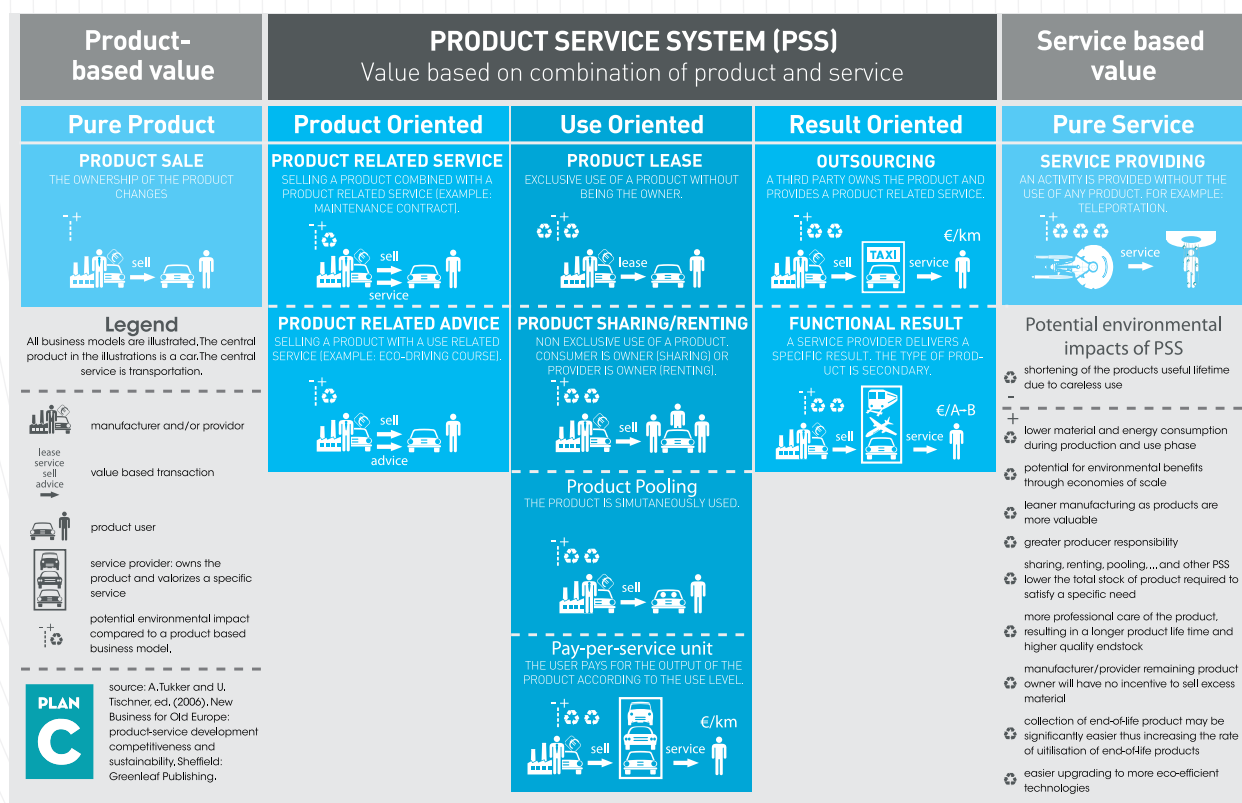 Product-
based value
PRODUCT SERVICE SYSTEM (PSS)
Value based on combination of product and service
Service based
value
Pure Product
Product Oriented
Use Oriented
Result Oriented
Pure Service
PRODUCT SALE
THE OWNERSHIP OF THE PRODUCT
CHANGES
- +
sell
Legend
All business models are illustrated, The central
product in the illustrations is a car. The central
service is transportation.
manufacturer and/or providor
lease
service
sell
advice
value based transaction
product user
service provider: owns the
product and valorizes a specific
service
- +
potential environmental impact
compared to a product based
business model.
PLAN
C
source: A.Tukker and U.
Tischner, ed. (2006). New
Business for Old Europe:
product-service development
competitiveness and
sustainability, Sheffield:
Greenleaf Publishing.
PRODUCT RELATED SERVICE
SELLING A PRODUCT COMBINED WITH A
PRODUCT RELATED SERVICE (EXAMPLE:
MAINTENANCE CONTRACT).
- +
sell
service
PRODUCT RELATED ADVICE
SELLING A PRODUCT WITH A USE RELATED
SERVICE (EXAMPLE: ECO-DRIVING COURSE).
- +
sell
advice
PRODUCT LEASE
EXCLUSIVE USE OF A PRODUCT WITHOUT
BEING THE OWNER.
- +
lease
PRODUCT SHARING/RENTING
NON EXCLUSIVE USE OF A PRODUCT.
CONSUMER IS OWNER (SHARING) OR
PROVIDER IS OWNER (RENTING).
- +
sell
Product Pooling
THE PRODUCT IS SIMUTANEOUSLY USED.
- +
sell
Pay-per-service unit
THE USER PAYS FOR THE OUTPUT OF THE
PRODUCT ACCORDING TO THE USE LEVEL.
- +
€/km
sell
service
OUTSOURCING
A THIRD PARTY OWNS THE PRODUCT AND
PROVIDES A PRODUCT RELATED SERVICE.
- +
€/km
TAXI
sell
service
FUNCTIONAL RESULT
A SERVICE PROVIDER DELIVERS A
SPECIFIC RESULT. THE TYPE OF PROD-
UCT IS SECONDARY.
- +
€/A-B
sell
service
SERVICE PROVIDING
AN ACTIVITY IS PROVIDED WITHOUT THE
USE OF ANY PRODUCT. FOR EXAMPLE:
TELEPORTATION.
- +
service
Potential environmental
impacts of PSS
shortening of the products useful lifetime
due to careless use
-
+
lower material and energy consumption
during production and use phase
potential for environmental benefits
through economies of scale
leaner manufacturing as products are
more valuable
greater producer responsibility
sharing, renting, pooling,... and other PSS
lower the total stock of product required to
satisfy a specific need
more professional care of the product,
resulting in a longer product life time and
higher quality endstock
manufacturer/provider remaining product
owner will have no incentive to sell excess
material
collection of end-of-life product may be
significantly easier thus increasing the rate
of uitilisation of end-of-life products
easier upgrading to more eco-efficient
technologies